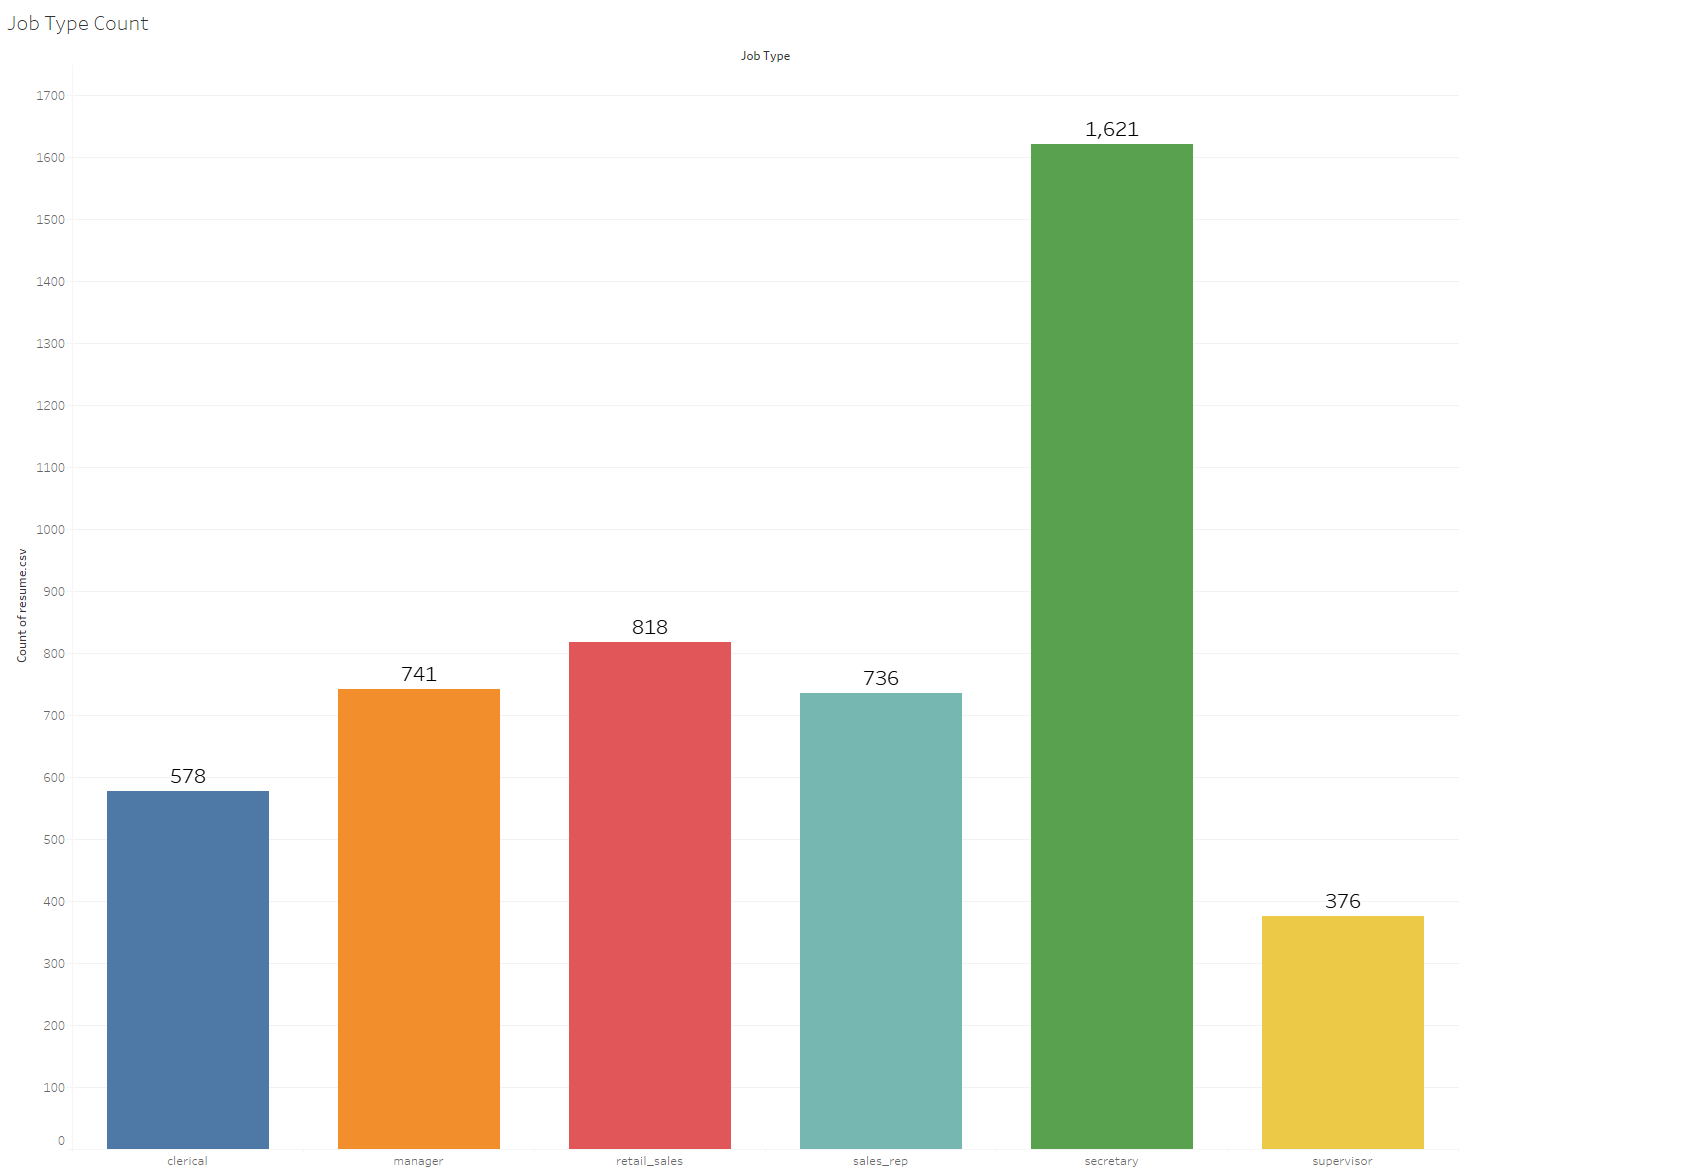 Job Type Count
Job Type
1700
1600
1500
1400
1300
1200
1100
1000
900
800
700
600
500
400
300
200
100
0
Count of resume.csv
578
741
818
736
1,621
376
clerical
manager
retail_sales
sales_rep
secretary
supervisor